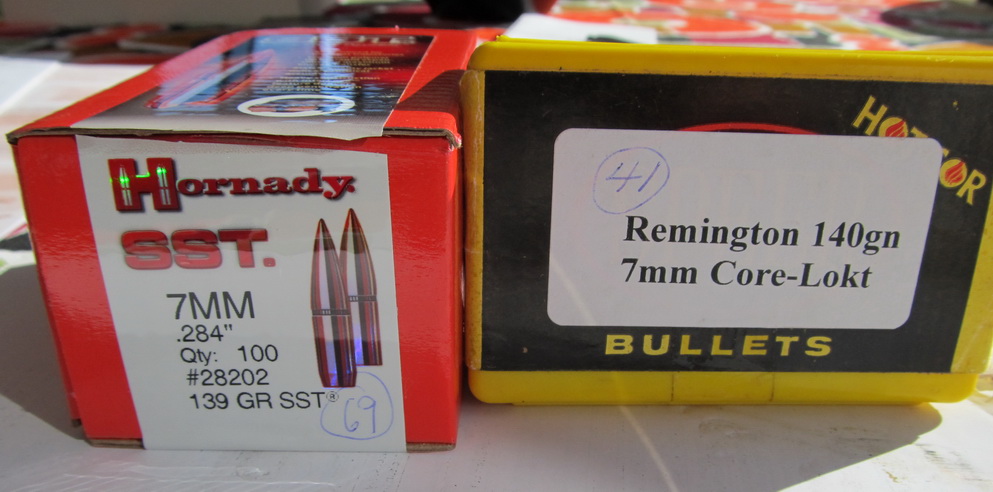 Hornady
SST.
7MM
.284"
Qty: 100
#28202
139 GR SST®
69
41
Remington 140gn
7mm Core-Lokt
BULLETS